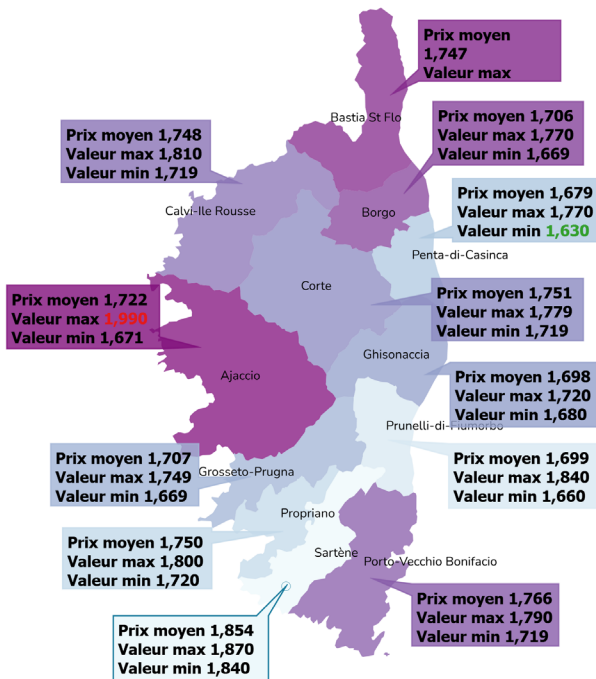 Prix moyen
1,747
Valeur max
Bastia St Flo
Prix moyen 1,706
Valeur max 1,770
Valeur min 1,669
Prix moyen 1,748
Valeur max 1,810
Valeur min 1,719
Calvi-Ile Rousse
Borgo
Prix moyen 1,679
Valeur max 1,770
Valeur min 1,630
Penta-di-Casinca
Corte
Prix moyen 1,751
Valeur max 1,779
Valeur min 1,719
Prix moyen 1,722
Valeur max 1,990
Valeur min 1,671
Ajaccio
Ghisonaccia
Prix moyen 1,698
Valeur max 1,720
Valeur min 1,680
Prunelli-di-Fiumorbo
Prix moyen 1,699
Valeur max 1,840
Valeur min 1,660
Prix moyen 1,707
Valeur max 1,749
Valeur min 1,669
Grosseto-Prugna
Propriano
Prix moyen 1,750
Valeur max 1,800
Valeur min 1,720
Sartène
Porto-Vecchio Bonifacio
Prix moyen 1,766
Valeur max 1,790
Valeur min 1,719
Prix moyen 1,854
Valeur max 1,870
Valeur min 1,840